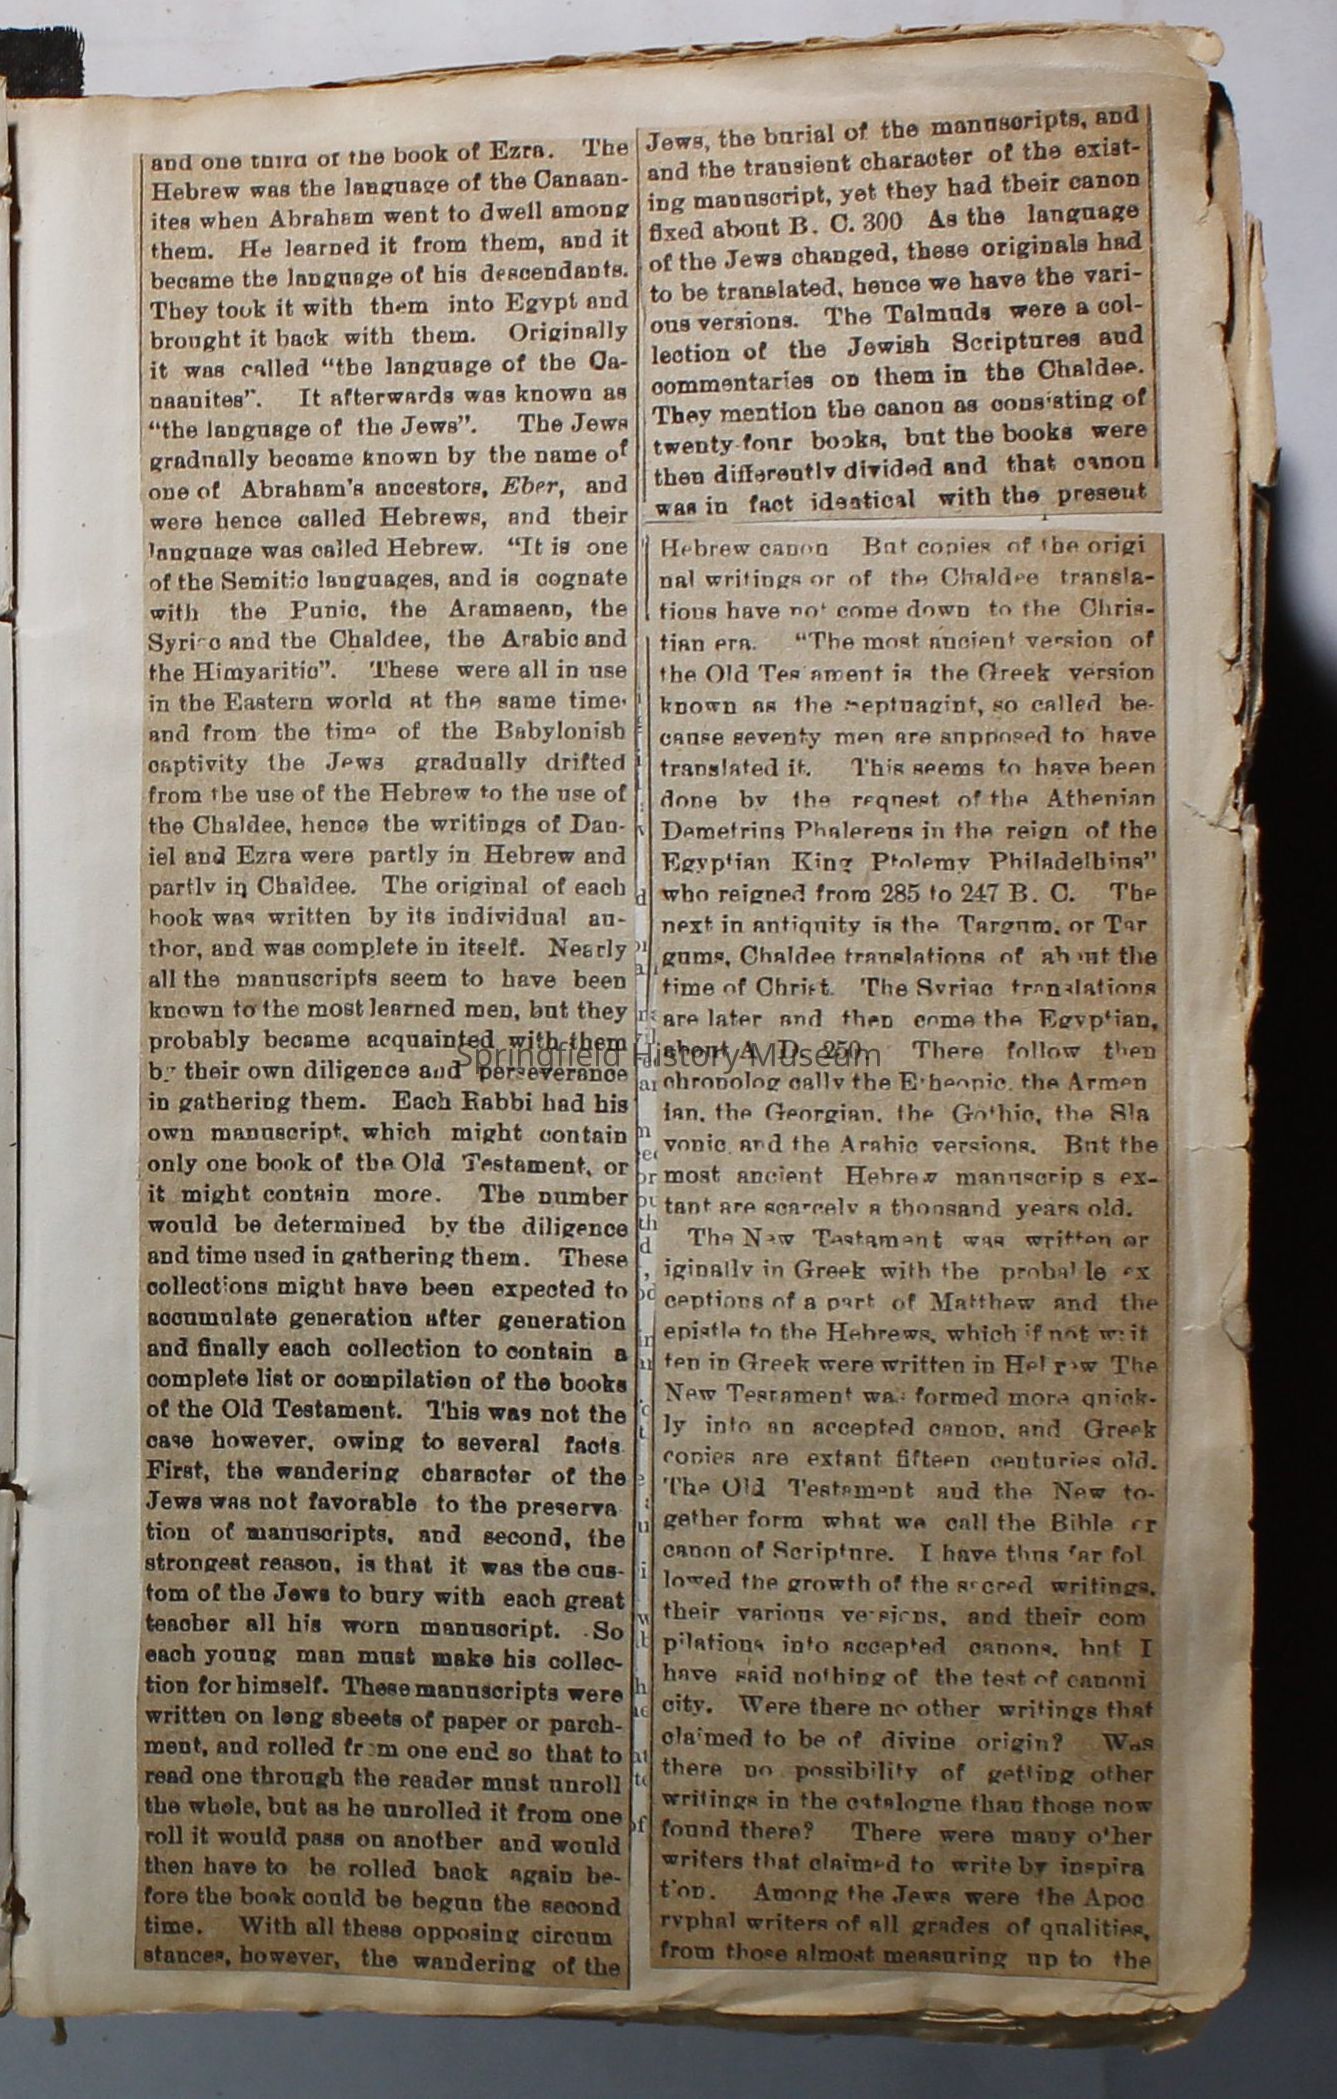 and one third of the book of Ezra. The
Hebrew was the language of the Canaan-
ites when Abraham went to dwell among
them. He learned it from them, and it
became the language of his descendants.
They took it with them into Egypt and
brought it back with them. Originally
it was called “the language of the Ca-
naanites”. It afterwards was known as
“the language of the Jews”. The Jews
gradually became known by the name of
one of Abraham's ancestors, Eber, and
were hence called Hebrews, and their
language was called Hebrew. “It is one
of the Semitic languages, and is cognate
with the Punic, the Aramaean, the
Syriac and the Chaldee, the Arabic and
the Himyaritic”. These were all in use
in the Eastern world at the same time.
and from the time of the Babylonish
captivity the Jews gradually drifted
from the use of the Hebrew to the use of
the Chaldee, hence the writings of Dan-
iel and Ezra were partly in Hebrew and
partly in Chaldee. The original of each
book was written by its individual au-
thor, and was complete in itself. Nearly
all the manuscripts seem to have been
known to the most learned men, but they
probably became acquainted with them
by their own diligence and perseverance
in gathering them. Each Rabbi had his
own manuscript, which might contain
only one book of the Old Testament, or
it might contain more. The number
would be determined by the diligence
and time used in gathering them. These
collections might have been expected to
accumulate generation after generation
and finally each collection to contain a
complete list or compilation of the books
of the Old Testament. This was not the
case however, owing to several facts.
First, the wandering character of the
Jews was not favorable to the preserva
tion of manuscripts, and second, the
strongest reason, is that it was the cus-
tom of the Jews to bury with each great
teacher all his worn manuscript. So
each young man must make his collec-
tion for himself. These manuscripts were
written on long sheets of paper or parch-
ment, and rolled from one end so that to
read one through the reader must unroll
the whole, but as he unrolled it from one
roll it would pass on another and would
then have to be rolled back again be-
fore the book could be begun the second
time. With all these opposing circum
stances, however, the wandering of the
Jews, the burial of the manuscripts, and
and the transient character of the exist-
ing manuscript, yet they had their canon
fixed about B. C. 300 As the language
of the Jews changed, these originals had
to be translated, hence we have the vari-
ous versions. The Talmuds were a col-
lection of the Jewish Scriptures and
commentaries on them in the Chaldee.
They mention the canon as consisting of
twenty-four books, but the books were
then differently divided and that canon
was in fact identical with the present
Hebrew canon But copies of the origi
nal writings or of the Chaldee transla-
tions have not come down to the Chris-
tian era. “The most ancient version of
the Old Testament is the Greek version
known as the Septuagint, so called be-
cause seventy men are supposed to have
translated it. This seems to have been
done by the request of the Athenian
Demetrius Phalereus in the reign of the
Egyptian King Ptolemy Philadelbius”
who reigned from 285 to 247 B. C. The
next in antiquity is the Targum, or Tar
gums, Chaldee translations of about the
time of Christ. The Syriac translations
are later and then come the Egyptian,
about A. D. 250. There follow then
chronolog cally the Etheopic, the Armen
ian, the Georgian, the Gothic, the Sla
vonic, and the Arabic versions. But the
most ancient Hebrew manuscrip s ex-
tant are scarcely a thousand years old.
The New Testament was written or
iginally in Greek with the probable ex
ceptions of a part of Matthew and the
epistle to the Hebrews, which if not writ
ten in Greek were written in Hebrew The
New Testament was formed more quick-
ly into an accepted canon, and Greek
copies are extant fifteen centuries old.
The Old Testament and the New to-
gether form what we call the Bible or
canon of Scripture. I have thus far fol
lowed the growth of the sacred writings,
their various versions, and their com
pilations into accepted canons, but I
have said nothing of the test of canoni
city. Were there no other writings that
claimed to be of divine origin? Was
there no possibility of getting other
writings in the catalogue than those now
found there? There were many other
writers that claimed to write by inspira
tion. Among the Jews were the Apoc
ryphal writers of all grades of qualities,
from those almost measuring up to the
Springfield History Museum